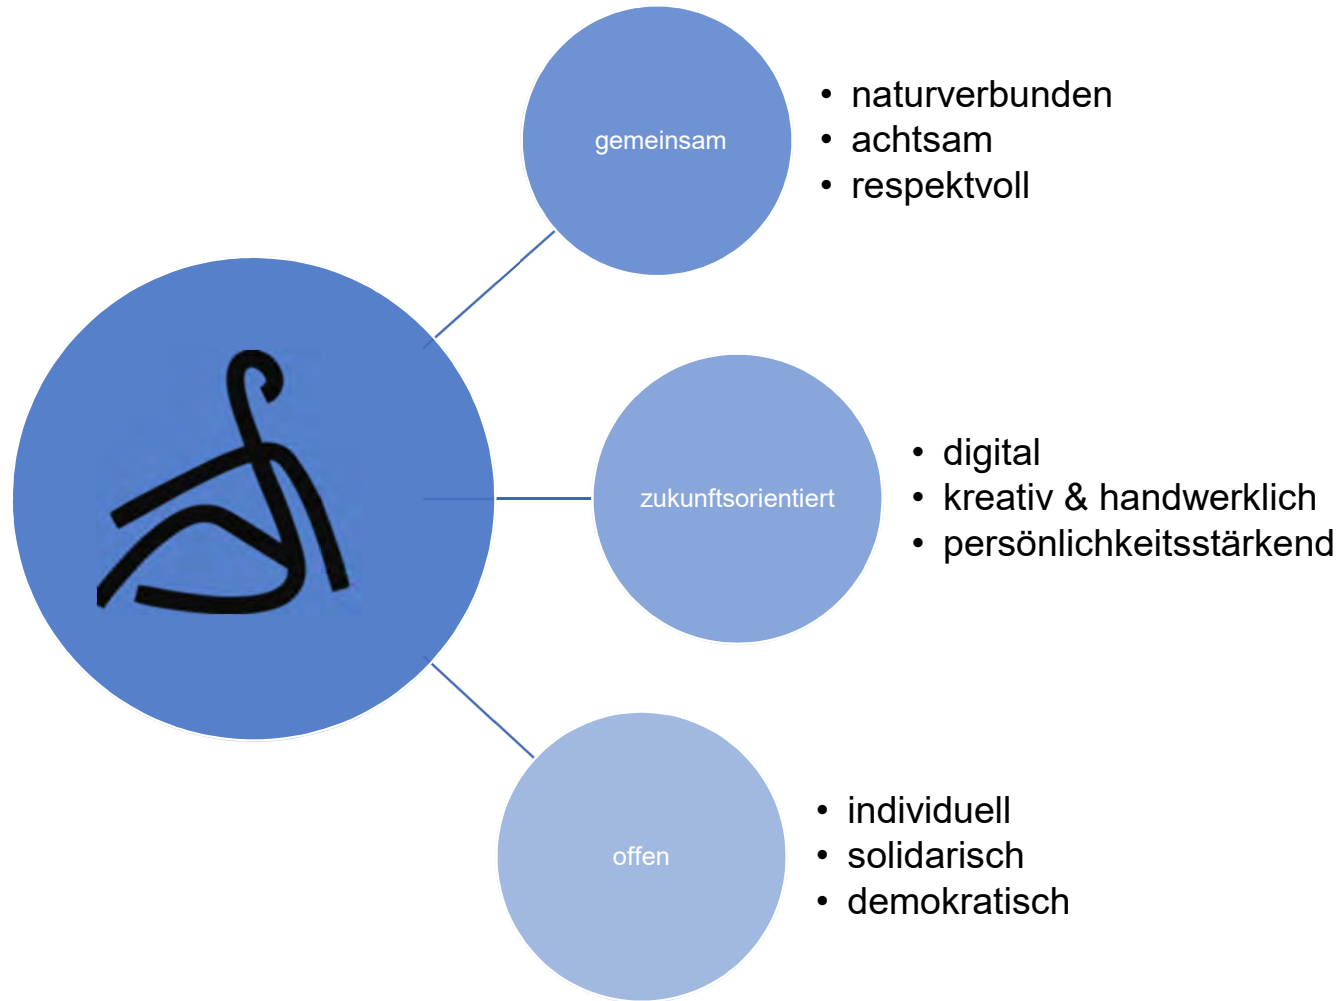 gemeinsam
• naturverbunden
• achtsam
• respektvoll
zukunftsorientiert
• digital
• kreativ & handwerklich
• persönlichkeitsstärkend
offen
• individuell
• solidarisch
• demokratisch